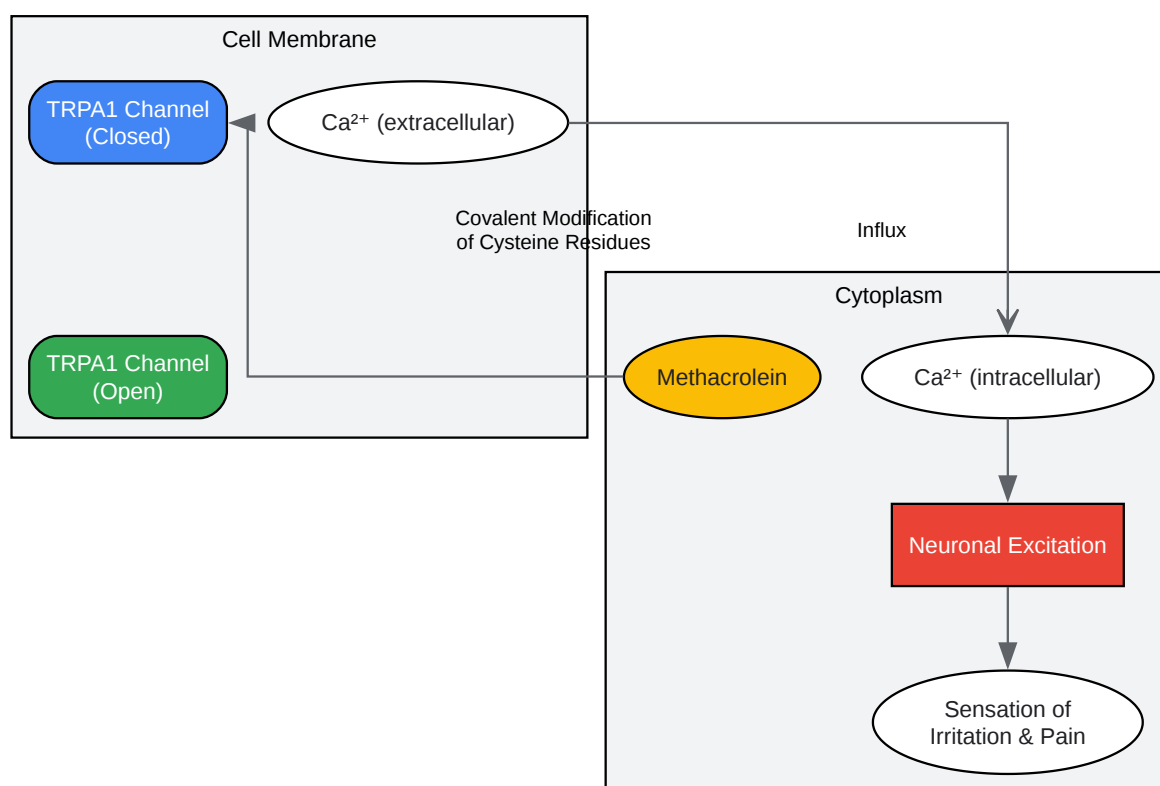 Cell Membrane
TRPA1 Channel
(Closed)
Ca²⁺ (extracellular)
Covalent Modification
of Cysteine Residues
Influx
Cytoplasm
TRPA1 Channel
(Open)
Methacrolein
Ca²⁺ (intracellular)
Neuronal Excitation
Sensation of
Irritation & Pain